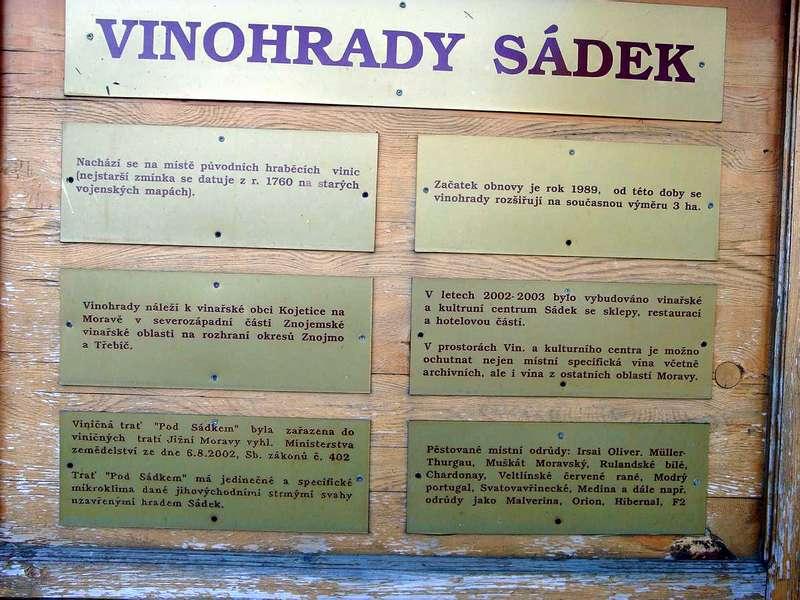 VINOHRADY SÁDEK
Nachází se na místě původních hraběcích vinic
(nejstarší zmínka se datuje z r. 1760 na starých
vojenských mapách).
Začátek obnovy je rok 1989, od této doby se
vinohrady rozšiřují na současnou výměru 3 ha.
Vinohrady náleží k vinařské obci Kojetice na
Moravě v severozápadní části Znojemské
vinařské oblasti na rozhraní okresů Znojmo
a Třebíč.
V letech 2002-2003 bylo vybudováno vinařské
a kultruní centrum Sádek se sklepy, restaurací
a hotelovou částí.
V prostorách Vin. a kulturního centra je možno
ochutnat nejen místní specifická vína včetně
archivních, ale i vína z ostatních oblastí Moravy.
Viničná trať "Pod Sádkem" byla zařazena do
viničných tratí Jižní Moravy vyhl. Ministerstva
zemědelství ze dne 6.8.2002, Sb. zákonů č. 402
Trať "Pod Sádkem" má jedinečné a specifické
mikroklima dané jihovýchodními strmými svahy
uzavřenými hradem Sádek.
Pěstované místní odrůdy: Irsai Oliver, Müller-
Thurgau, Muškát Moravský, Rulandské bílé,
Chardonay, Veltlínské červené rané, Modrý
portugal, Svatovavřinecké, Medina a dále např.
odrůdy jako Malverina, Orion, Hibernal, F2